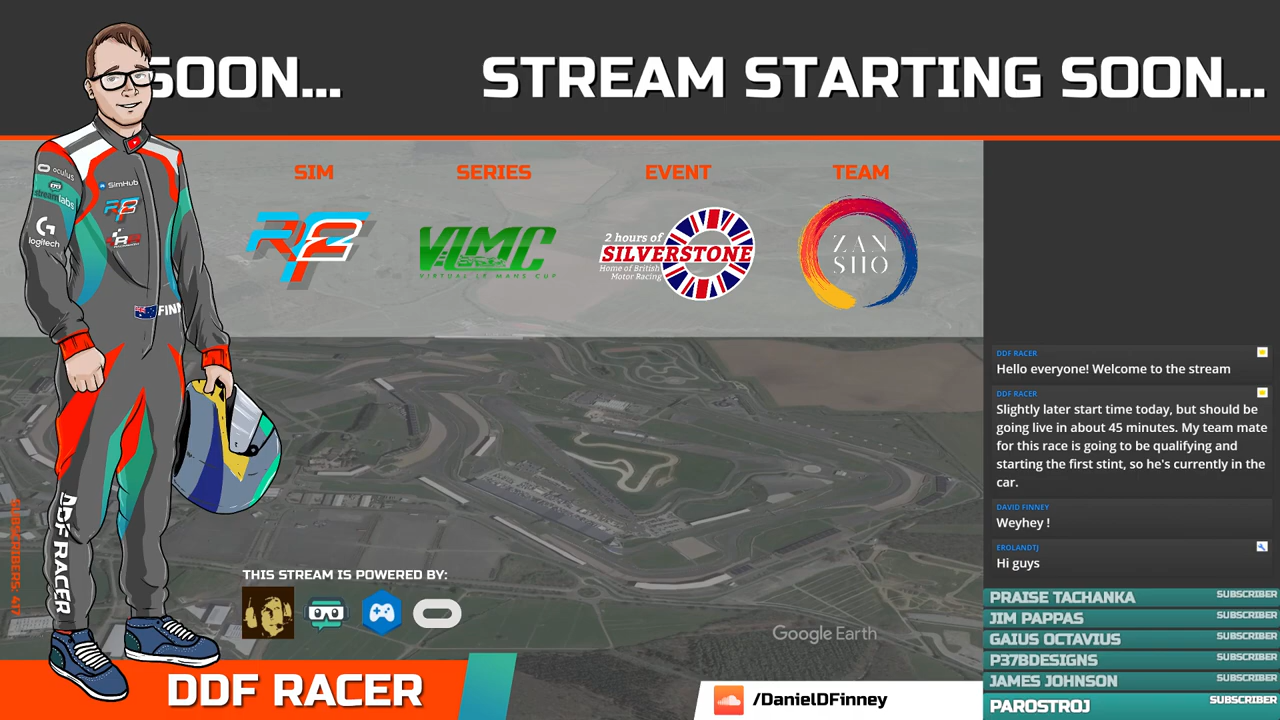 SOON...
STREAM STARTING SOON...
SIM
SERIES
EVENT
TEAM
RF2
VLMC
VIRTUAL LE MANS CUP
2 hours of
SILVERSTONE
Home of British
Motor Racing
ZAN
SHO
oculus
streamlabs
logitech
SimHub
RF2
FINN
DDF RACER
SUBSCRIBERS: 417
DDF RACER
Hello everyone! Welcome to the stream
DDF RACER
Slightly later start time today, but should be
going live in about 45 minutes. My team mate
for this race is going to be qualifying and
starting the first stint, so he's currently in the
car.
DAVID FINNEY
Weyhey !
EROLANDTJ
Hi guys
THIS STREAM IS POWERED BY:
Google Earth
PRAISE TACHANKA SUBSCRIBER
JIM PAPPAS SUBSCRIBER
GAIUS OCTAVIUS SUBSCRIBER
P37BDESIGNS SUBSCRIBER
JAMES JOHNSON SUBSCRIBER
PAROSTROJ SUBSCRIBER
DDF RACER
/DanielDFinney